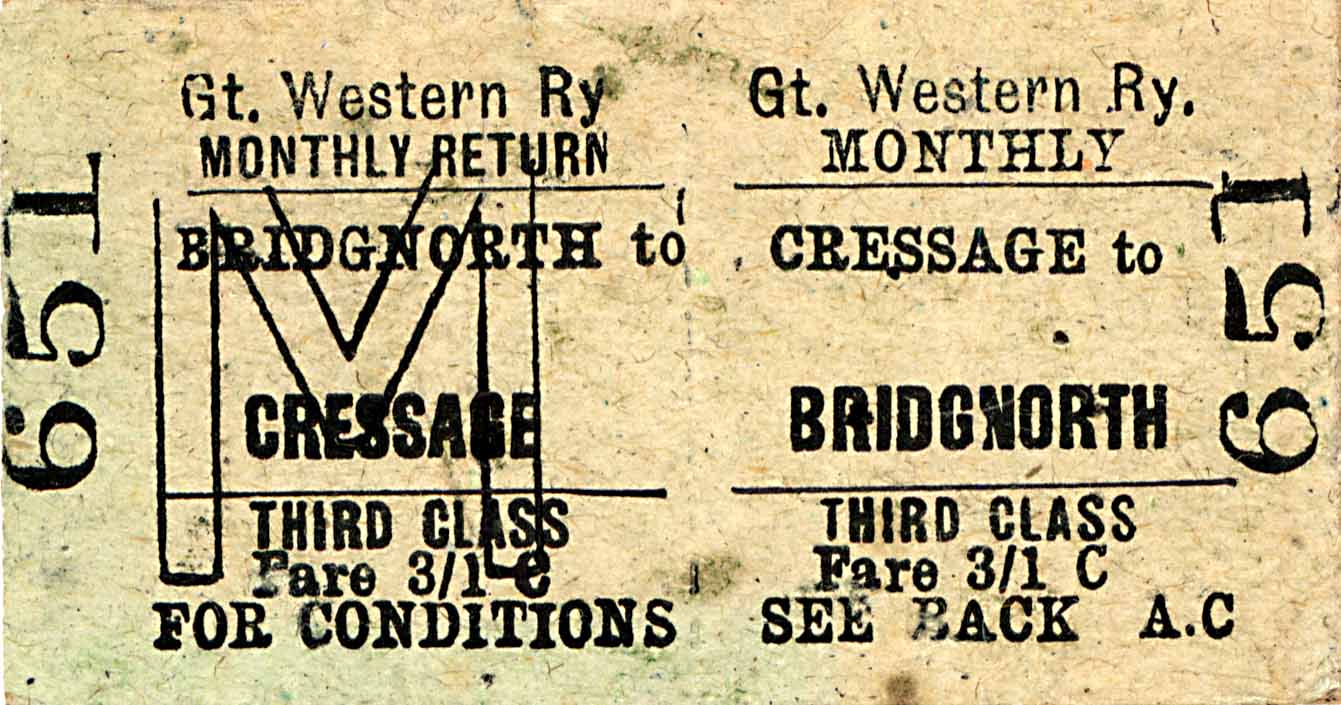 651
Gt. Western Ry
MONTHLY RETURN
BRIDGNORTH to
CRESSAGE
THIRD CLASS
Fare 3/1 C
FOR CONDITIONS
M
Gt. Western Ry.
MONTHLY
CRESSAGE to
BRIDGNORTH
THIRD CLASS
Fare 3/1 C
SEE BACK A.C
651